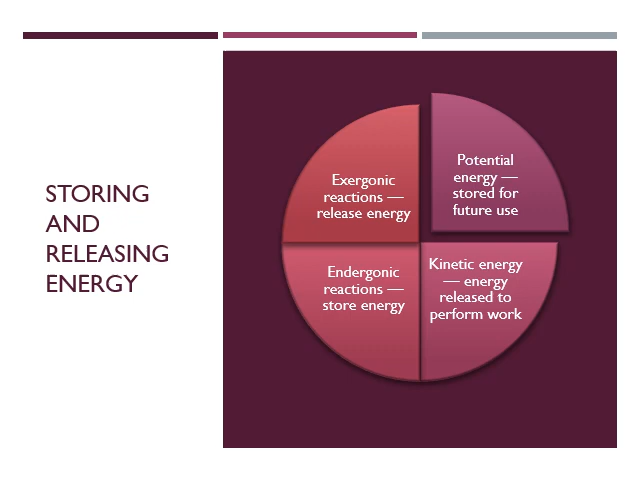 STORING
AND
RELEASING
ENERGY
Exergonic
reactions —
release energy
Potential
energy —
stored for
future use
Endergonic
reactions —
store energy
Kinetic energy
— energy
released to
perform work